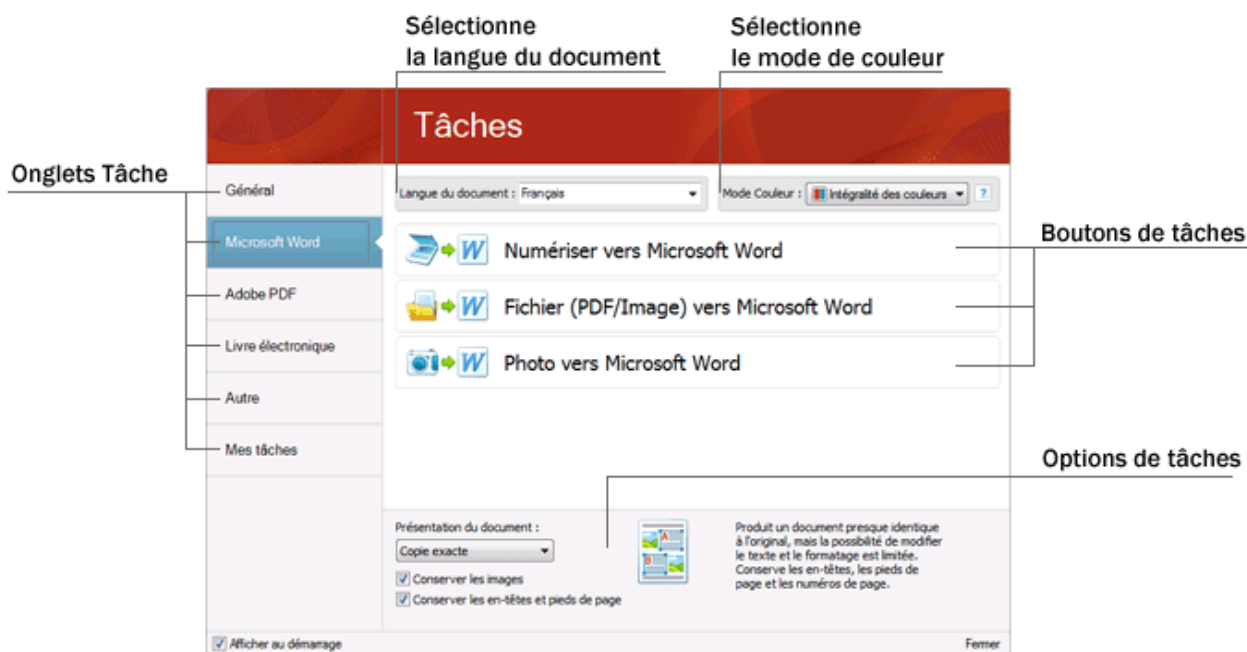 Sélectionne
la langue du document
Sélectionne
le mode de couleur
Tâches
Onglets Tâche
Général
Langue du document : Français
Mode Couleur : Intégralité des couleurs ?
Microsoft Word
Numériser vers Microsoft Word
Boutons de tâches
Adobe PDF
Fichier (PDF/Image) vers Microsoft Word
Livre électronique
Photo vers Microsoft Word
Autre
Mes tâches
Options de tâches
Présentation du document :
Copie exacte
Conserver les images
Conserver les en-têtes et pieds de page
A
B
Produit un document presque identique
à l'original, mais la possibilité de modifier
le texte et le formatage est limitée.
Conserve les en-têtes, les pieds de
page et les numéros de page.
Afficher au démarrage
Fermer